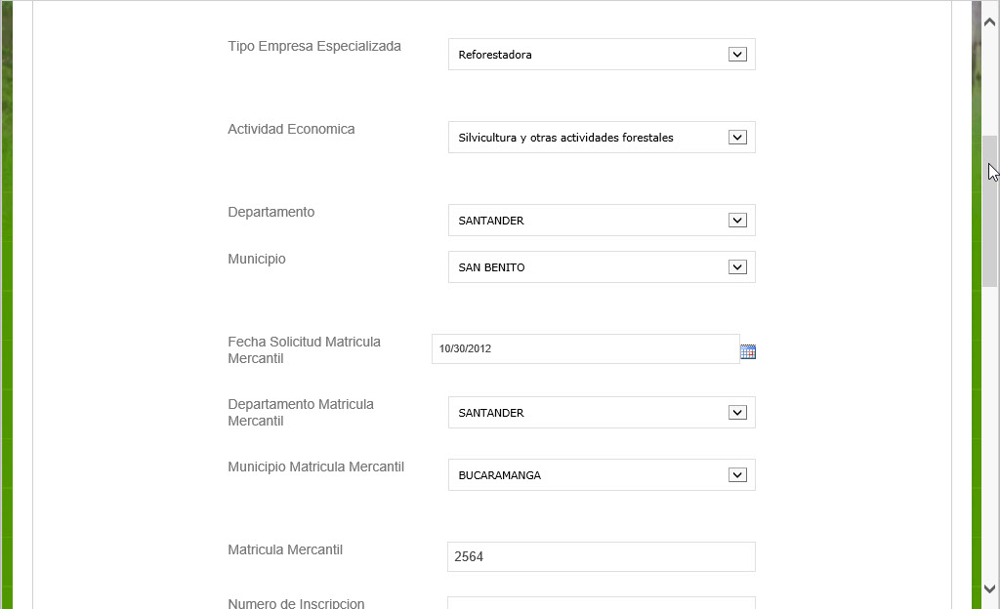 Tipo Empresa Especializada
Reforestadora
Actividad Economica
Silvicultura y otras actividades forestales
Departamento
SANTANDER
Municipio
SAN BENITO
Fecha Solicitud Matricula
Mercantil
10/30/2012
Departamento Matricula
Mercantil
SANTANDER
Municipio Matricula Mercantil
BUCARAMANGA
Matricula Mercantil
2564
Numero de Inscripcion